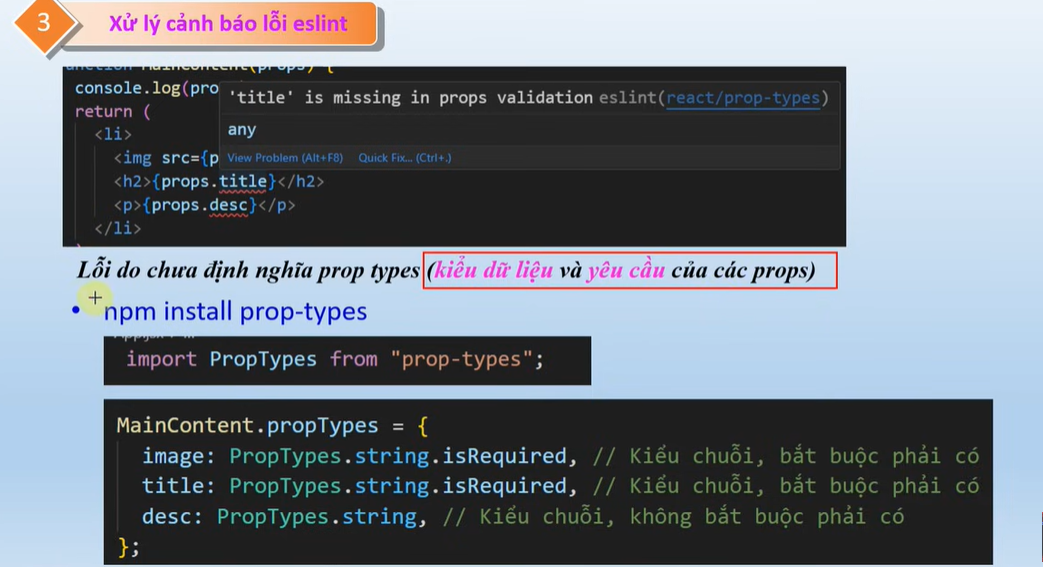 3
Xử lý cảnh báo lỗi eslint
function MainContent(props) {
console.log(pro
'title' is missing in props validation eslint(react/prop-types)
return (
any
<li>
<img src={p
View Problem (Alt+F8) Quick Fix... (Ctrl+.)
<h2>{props.title}</h2>
<p>{props.desc}</p>
</li>
Lỗi do chưa định nghĩa prop types (kiểu dữ liệu và yêu cầu của các props)
• npm install prop-types
import PropTypes from "prop-types";
MainContent.propTypes = {
image: PropTypes.string.isRequired, // Kiểu chuỗi, bắt buộc phải có
title: PropTypes.string.isRequired, // Kiểu chuỗi, bắt buộc phải có
desc: PropTypes.string, // Kiểu chuỗi, không bắt buộc phải có
};